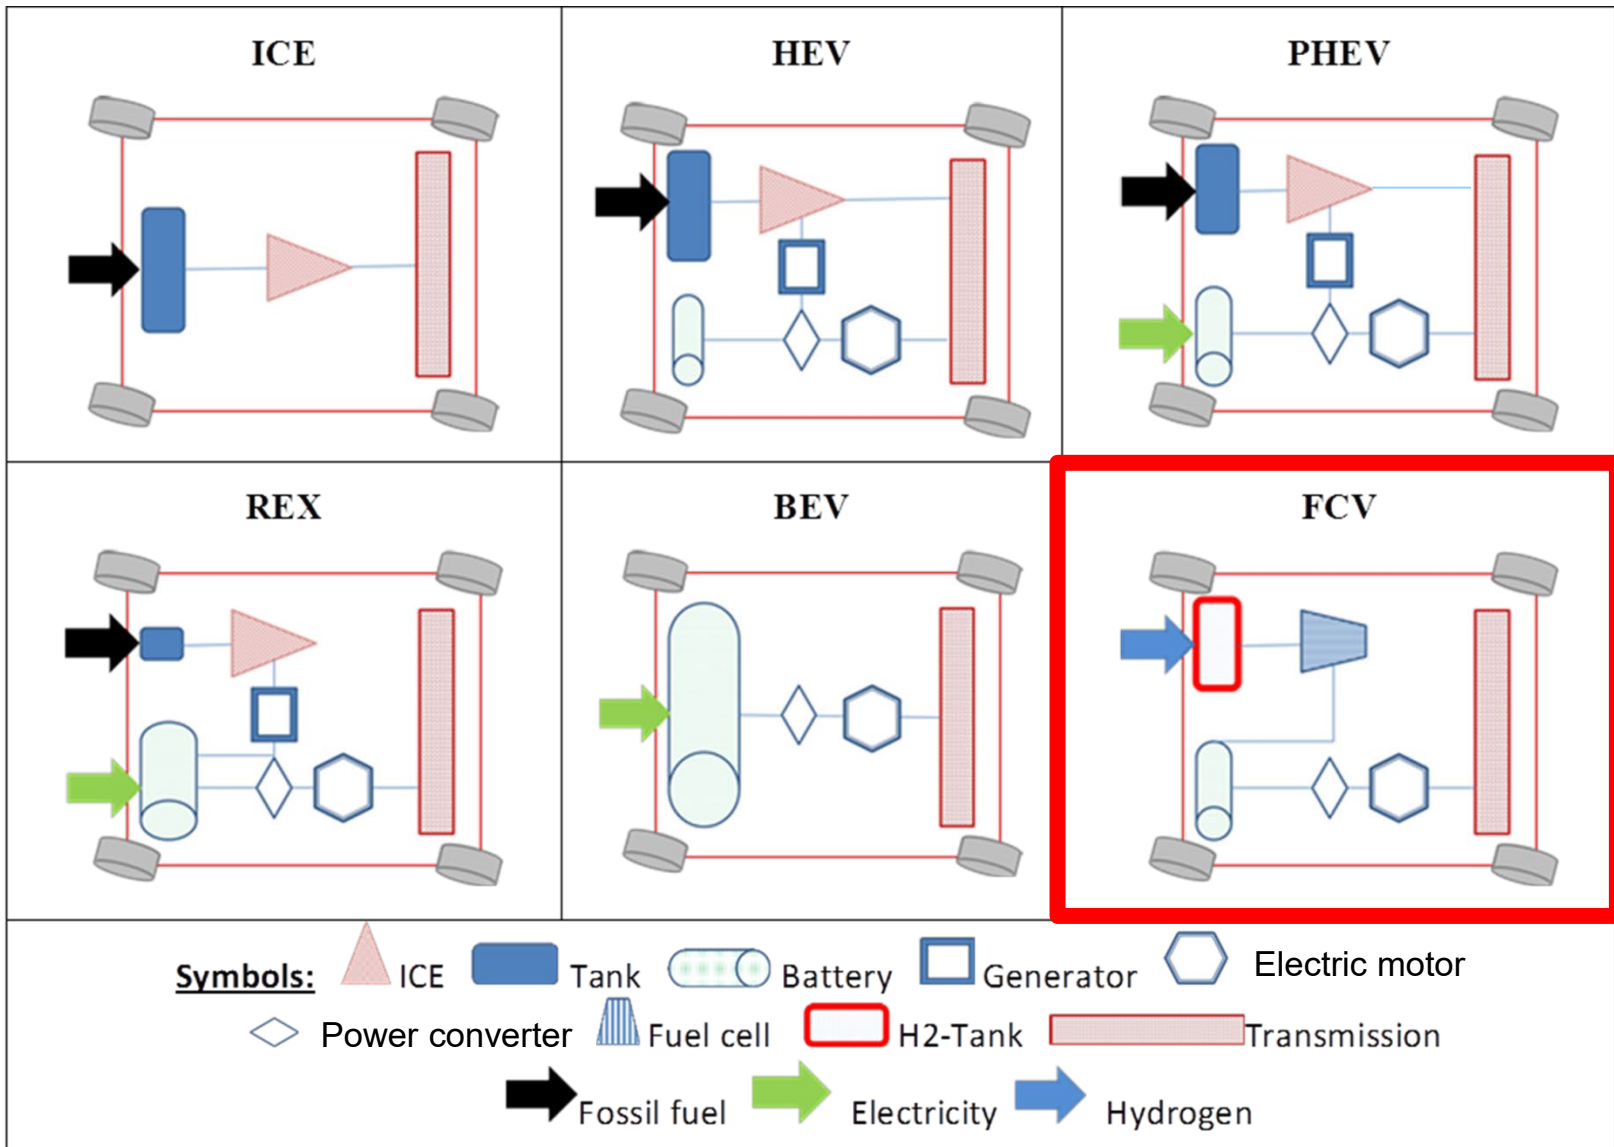 ICE
HEV
PHEV
REX
BEV
FCV
Symbols: ICE Tank Battery Generator Electric motor
Power converter Fuel cell H2-Tank Transmission
Fossil fuel Electricity Hydrogen